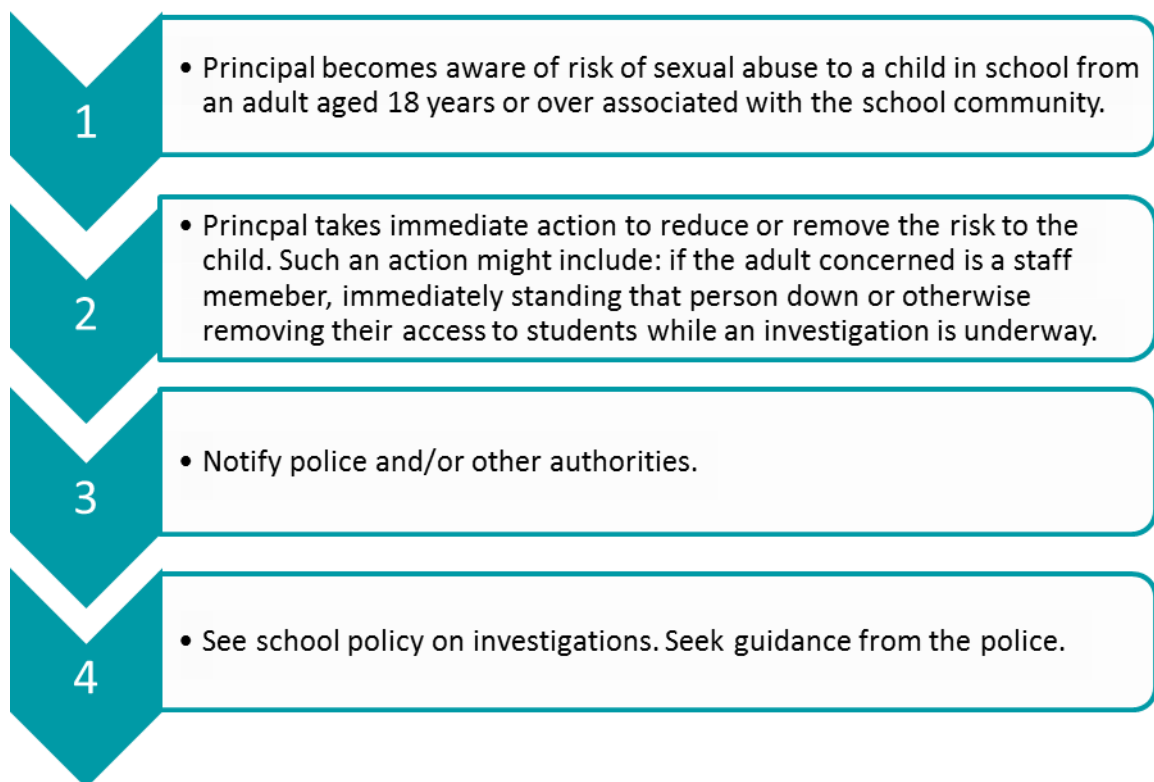 1
• Principal becomes aware of risk of sexual abuse to a child in school from
an adult aged 18 years or over associated with the school community.
2
• Princpal takes immediate action to reduce or remove the risk to the
child. Such an action might include: if the adult concerned is a staff
memeber, immediately standing that person down or otherwise
removing their access to students while an investigation is underway.
3
• Notify police and/or other authorities.
4
• See school policy on investigations. Seek guidance from the police.